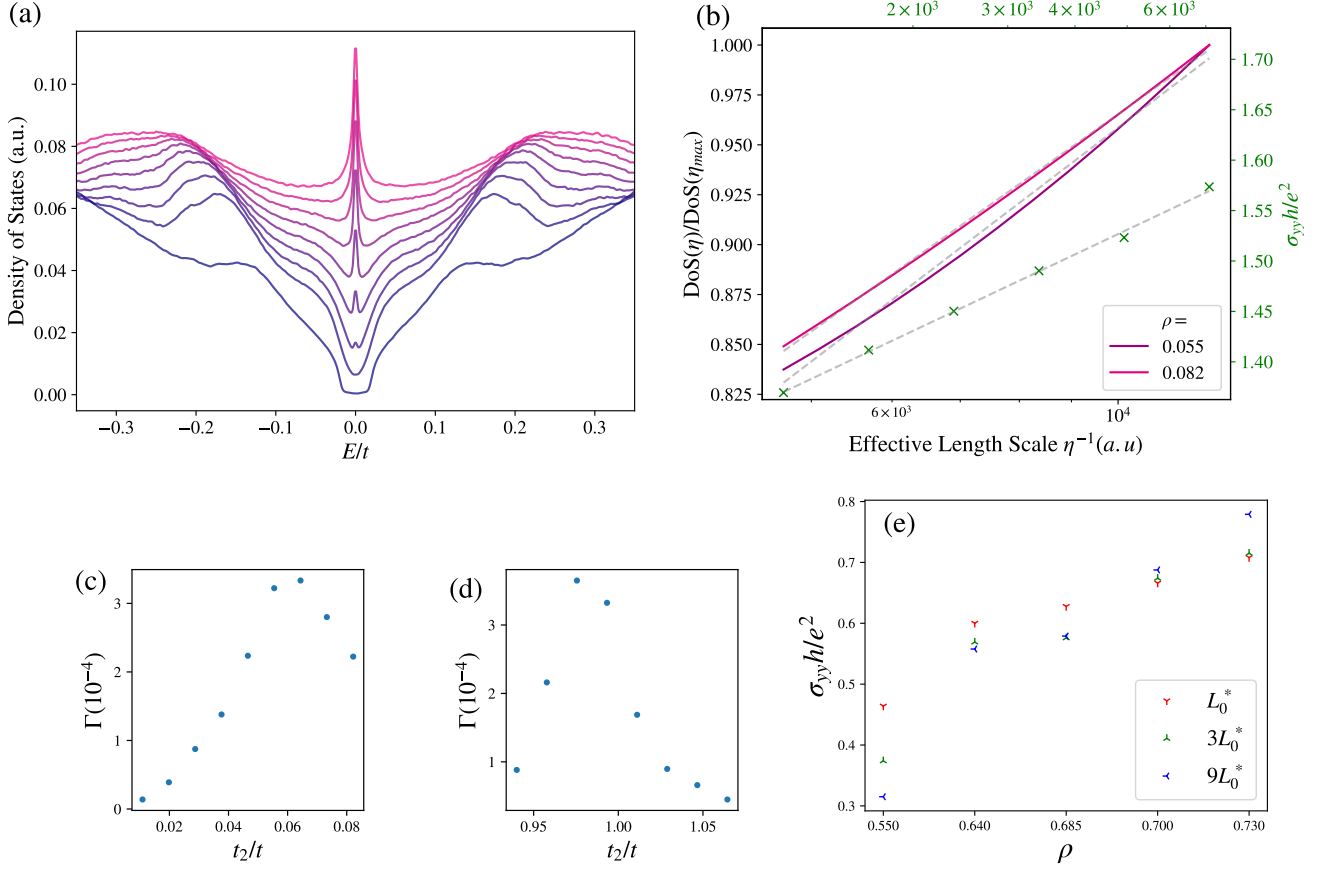 (a)
Density of States (a.u.)
0.10
0.08
0.06
0.04
0.02
0.00
−0.3 −0.2 −0.1 0.0 0.1 0.2 0.3
E/t
(b)
2×10³ 3×10³ 4×10³ 6×10³
DoS(η)/DoS(ηₘₐₓ)
1.000
0.975
0.950
0.925
0.900
0.875
0.850
0.825
1.70
1.65
1.60
1.55
1.50
1.45
1.40
σ_yy h/e²
ρ =
0.055
0.082
6×10³ 10⁴
Effective Length Scale η⁻¹(a.u)
(c)
Γ(10⁻⁴)
3
2
1
0
0.02 0.04 0.06 0.08
t₂/t
(d)
Γ(10⁻⁴)
3
2
1
0.95 1.00 1.05
t₂/t
(e)
σ_yy h/e²
0.8
0.7
0.6
0.5
0.4
0.3
L₀*
3L₀*
9L₀*
0.550 0.640 0.685 0.700 0.730
ρ